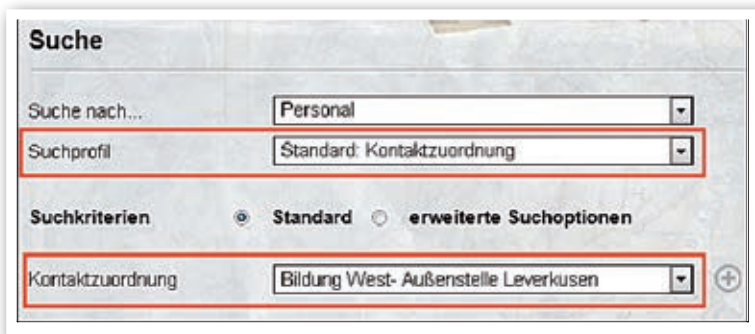 Suche
Suche nach... Personal
Suchprofil Standard: Kontaktzuordnung
Suchkriterien Standard erweiterte Suchoptionen
Kontaktzuordnung Bildung West- Außenstelle Leverkusen